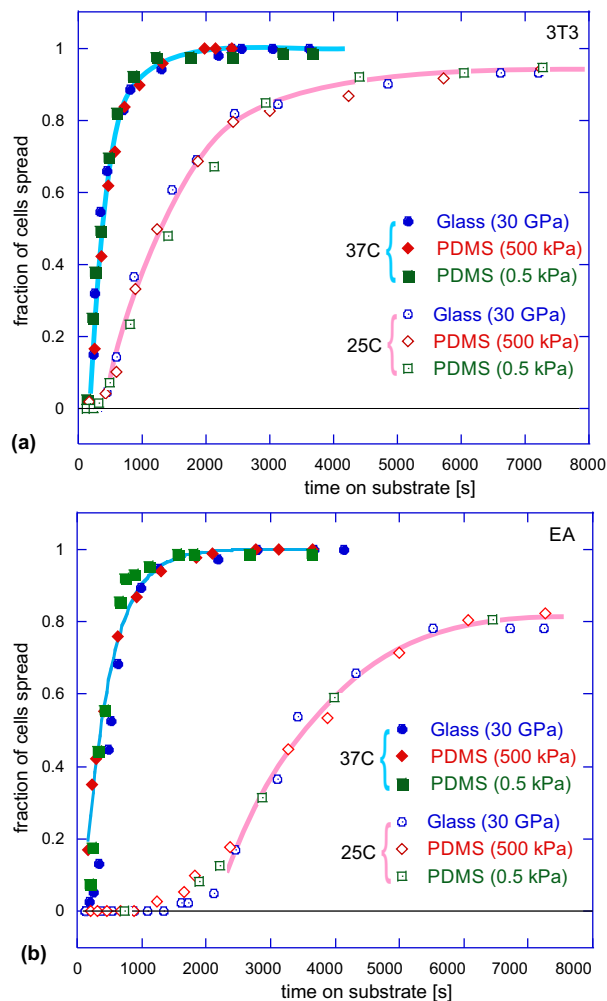 3T3
1
0.8
0.6
0.4
0.2
0
fraction of cells spread
37C
Glass (30 GPa)
PDMS (500 kPa)
PDMS (0.5 kPa)
25C
Glass (30 GPa)
PDMS (500 kPa)
PDMS (0.5 kPa)
(a)
0 1000 2000 3000 4000 5000 6000 7000 8000
time on substrate [s]
EA
1
0.8
0.6
0.4
0.2
0
fraction of cells spread
37C
Glass (30 GPa)
PDMS (500 kPa)
PDMS (0.5 kPa)
25C
Glass (30 GPa)
PDMS (500 kPa)
PDMS (0.5 kPa)
(b)
0 1000 2000 3000 4000 5000 6000 7000 8000
time on substrate [s]